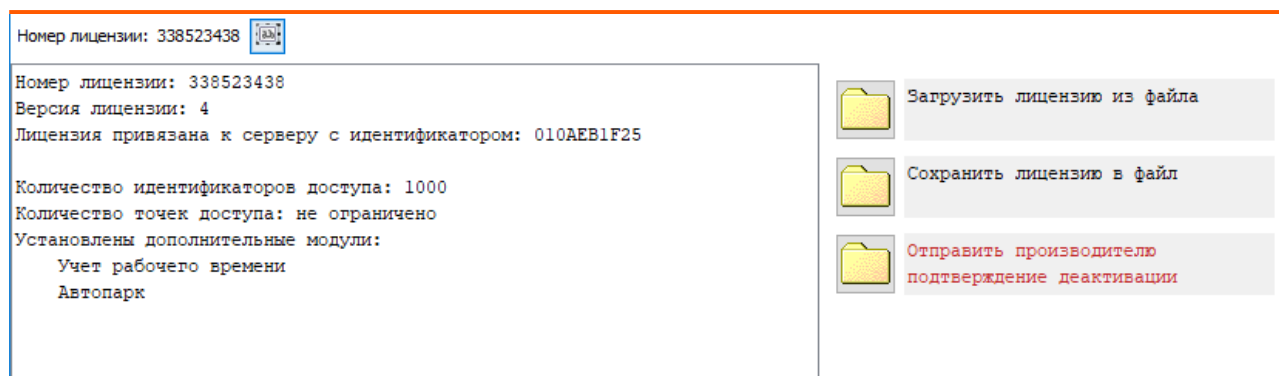 Номер лицензии: 338523438
Номер лицензии: 338523438
Версия лицензии: 4
Лицензия привязана к серверу с идентификатором: 010AEB1F25
Количество идентификаторов доступа: 1000
Количество точек доступа: не ограничено
Установлены дополнительные модули:
Учет рабочего времени
Автопарк
Загрузить лицензию из файла
Сохранить лицензию в файл
Отправить производителю
подтверждение деактивации